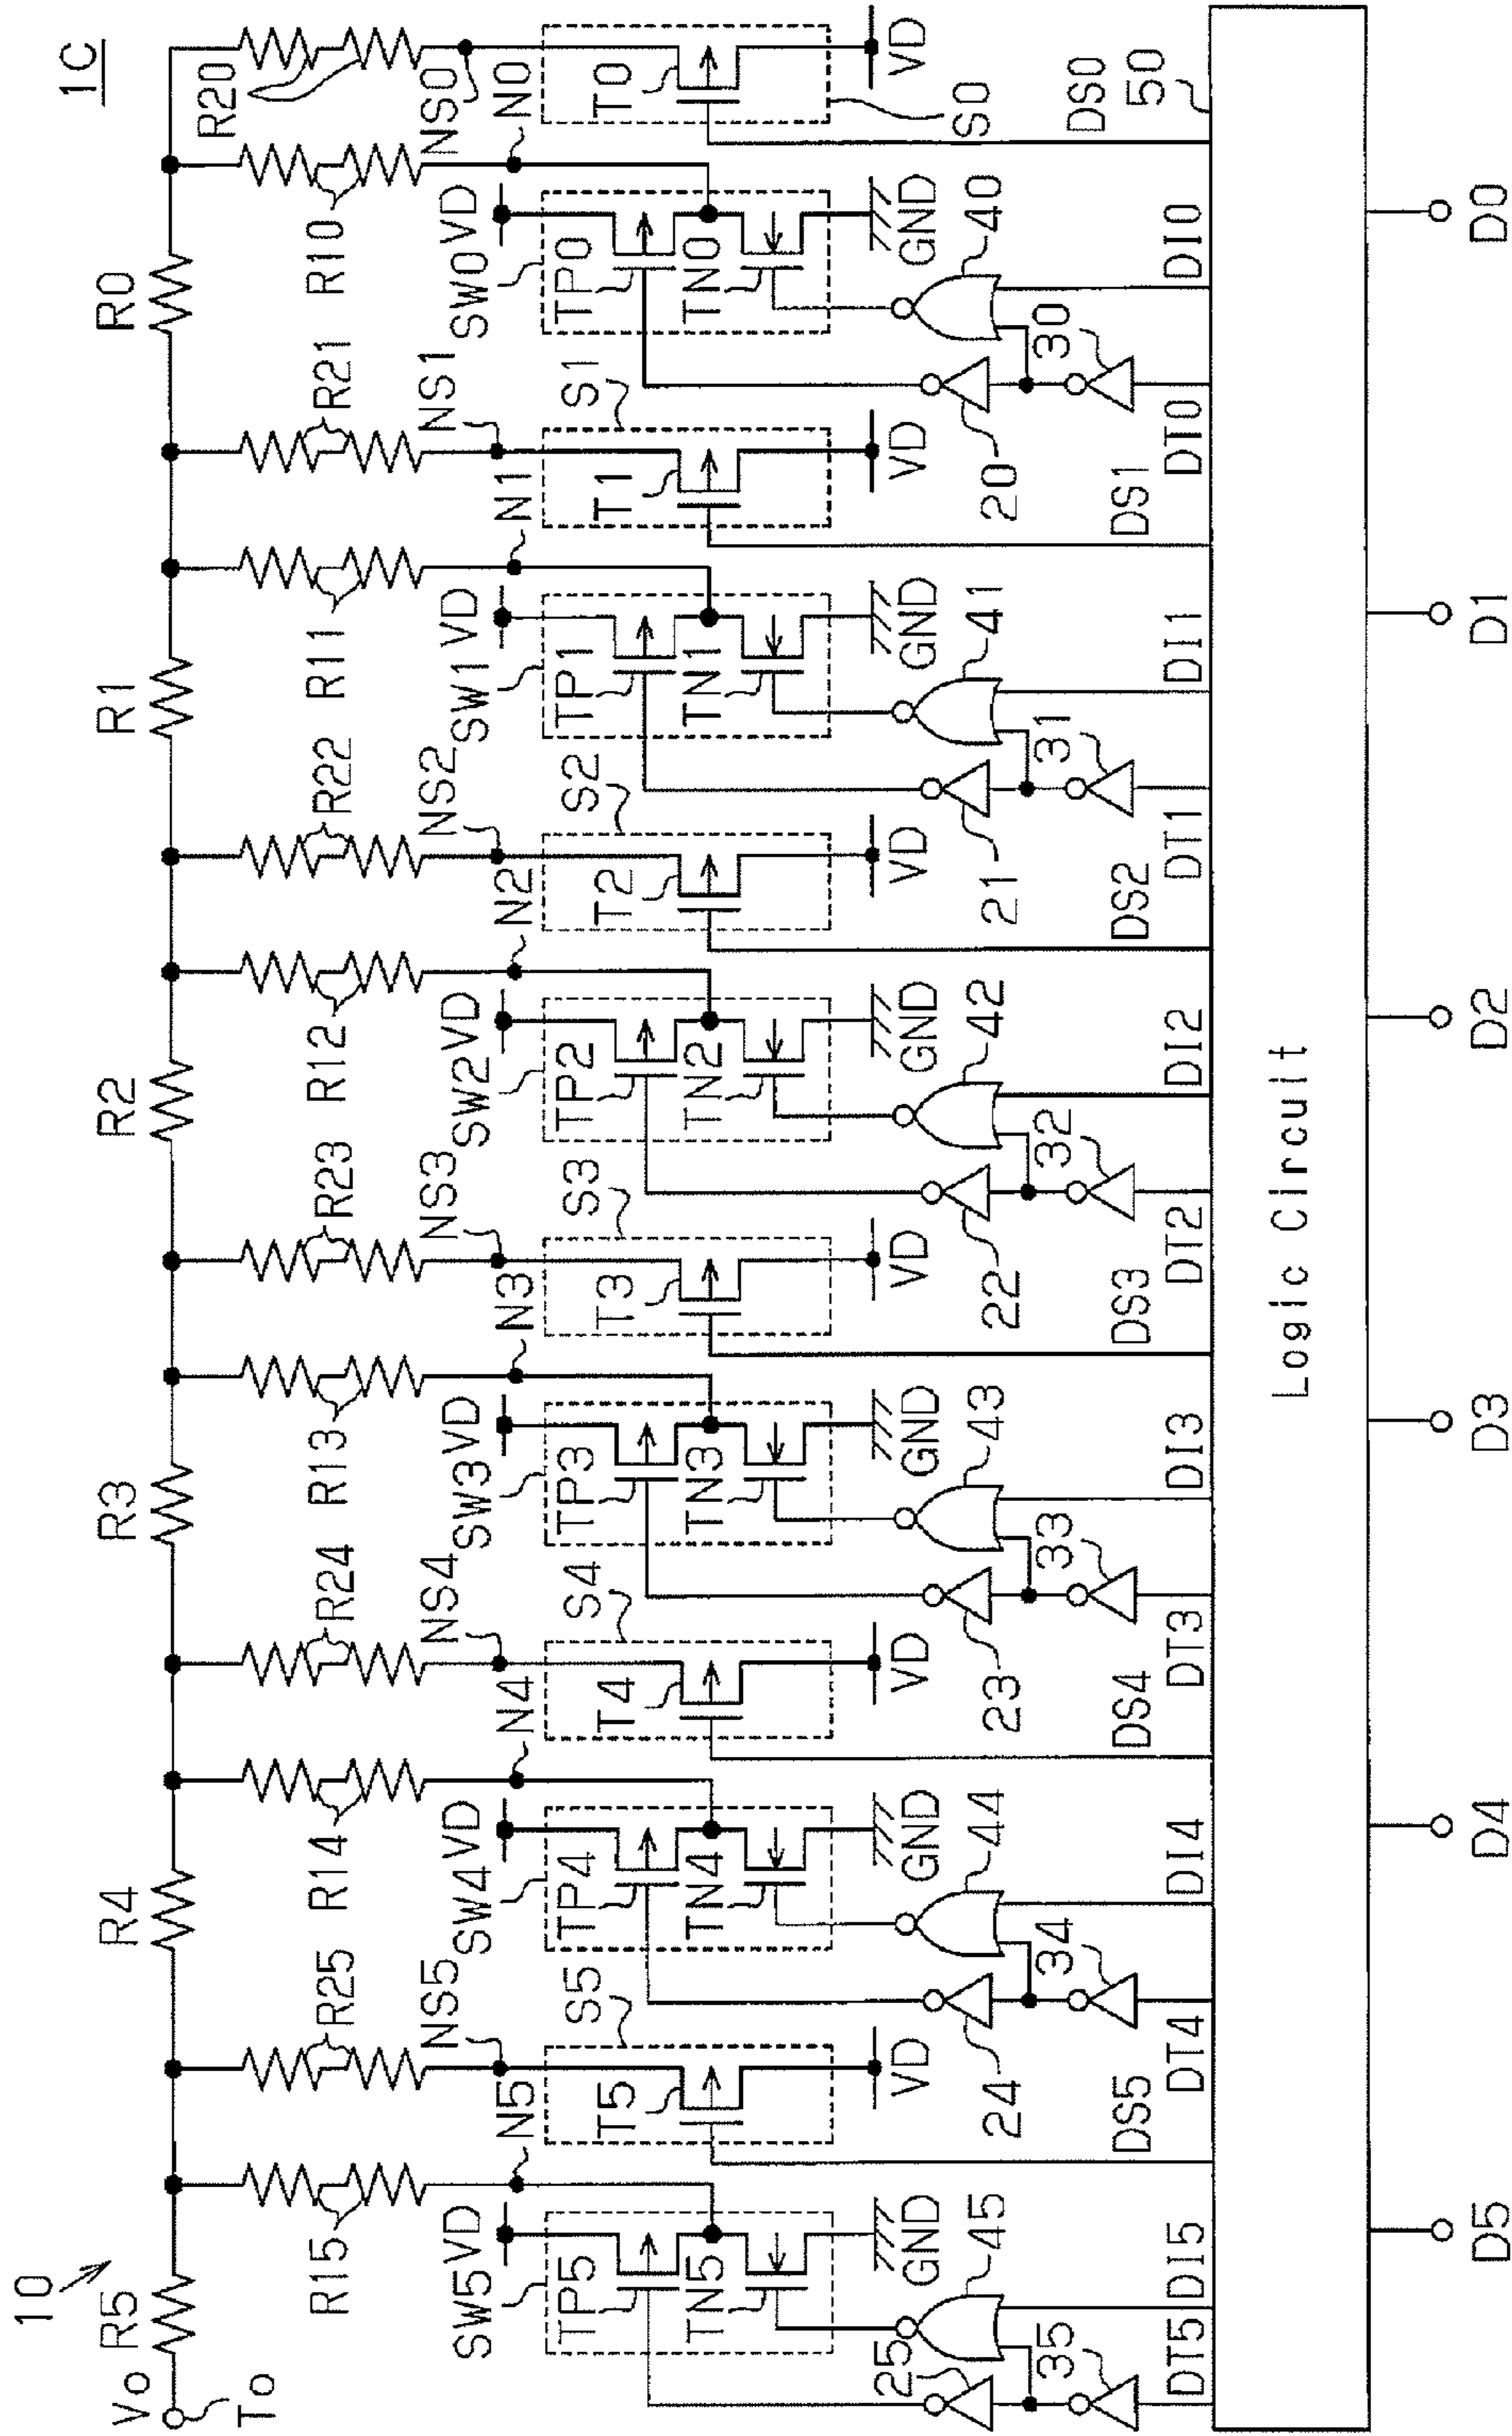 1C
10
Vo
To
R5
R4
R3
R2
R1
R0
R15
R25
R14
R24
R13
R23
R12
R22
R11
R21
R10
R20
NS5
NS4
NS3
NS2
NS1
NS0
N5
N4
N3
N2
N1
N0
SW5
VD
SW4
VD
SW3
VD
SW2
VD
SW1
VD
SW0
VD
S5
S4
S3
S2
S1
S0
TP5
T5
TP4
T4
TP3
T3
TP2
T2
TP1
T1
TP0
T0
TN5
TN4
TN3
TN2
TN1
TN0
GND
VD
GND
VD
GND
VD
GND
VD
GND
VD
GND
VD
25
45
24
44
23
43
22
42
21
41
20
40
35
34
33
32
31
30
DT5
DI5
DS5
DT4
DI4
DS4
DT3
DI3
DS3
DT2
DI2
DS2
DT1
DI1
DS1
DT0
DI0
DS0
50
Logic Circuit
D5
D4
D3
D2
D1
D0